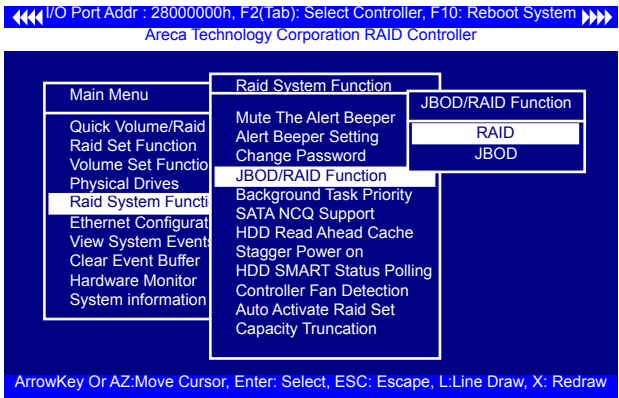 I/O Port Addr : 28000000h, F2(Tab): Select Controller, F10: Reboot System
Areca Technology Corporation RAID Controller
Main Menu
Quick Volume/Raid
Raid Set Function
Volume Set Functio
Physical Drives
Raid System Functi
Ethernet Configurat
View System Events
Clear Event Buffer
Hardware Monitor
System information
Raid System Function
Mute The Alert Beeper
Alert Beeper Setting
Change Password
JBOD/RAID Function
Background Task Priority
SATA NCQ Support
HDD Read Ahead Cache
Stagger Power on
HDD SMART Status Polling
Controller Fan Detection
Auto Activate Raid Set
Capacity Truncation
JBOD/RAID Function
RAID
JBOD
ArrowKey Or AZ:Move Cursor, Enter: Select, ESC: Escape, L:Line Draw, X: Redraw